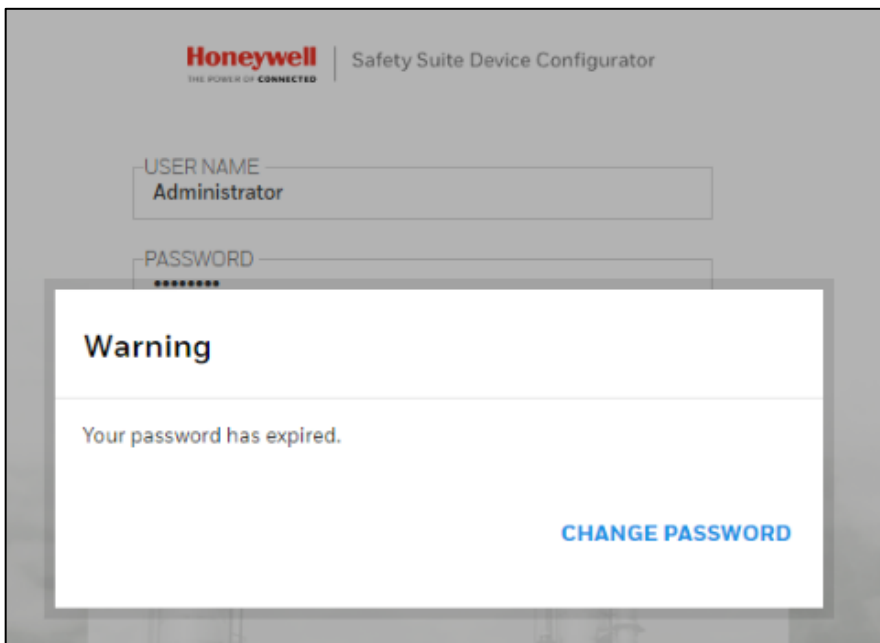 Honeywell
THE POWER OF CONNECTED
Safety Suite Device Configurator
USER NAME
Administrator
PASSWORD
••••••••
Warning
Your password has expired.
CHANGE PASSWORD